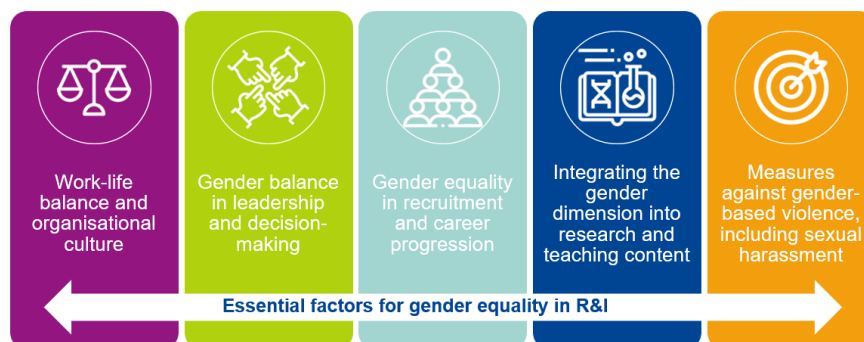 Work-life
balance and
organisational
culture
Gender balance
in leadership
and decision-
making
Gender equality
in recruitment
and career
progression
Integrating the
gender
dimension into
research and
teaching content
Measures
against gender-
based violence,
including sexual
harassment
Essential factors for gender equality in R&I